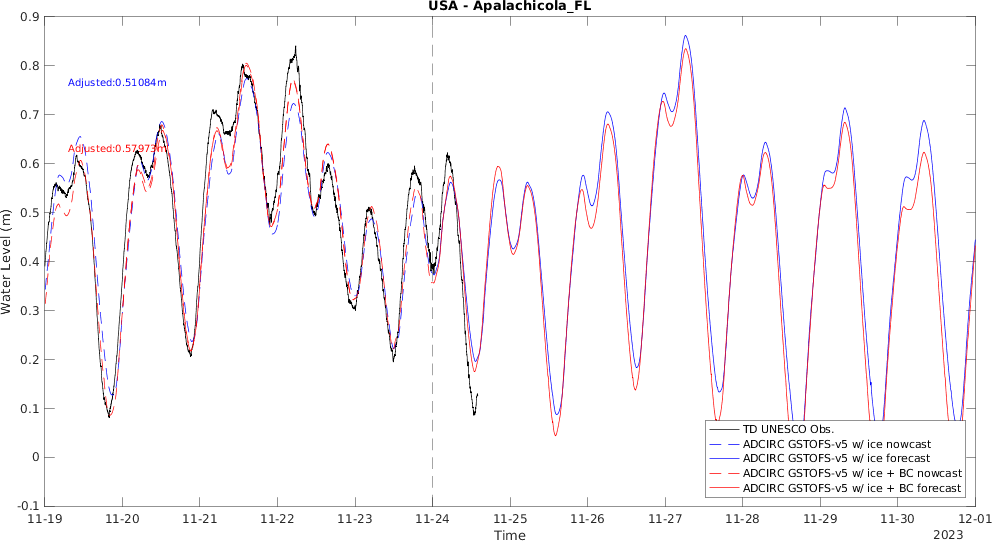 USA - Apalachicola_FL
Water Level (m)
0.9
0.8
0.7
0.6
0.5
0.4
0.3
0.2
0.1
0
-0.1
Adjusted:0.51084m
Adjusted:0.57973m
TD UNESCO Obs.
ADCIRC GSTOFS-v5 w/ ice nowcast
ADCIRC GSTOFS-v5 w/ ice forecast
ADCIRC GSTOFS-v5 w/ ice + BC nowcast
ADCIRC GSTOFS-v5 w/ ice + BC forecast
11-19 11-20 11-21 11-22 11-23 11-24 11-25 11-26 11-27 11-28 11-29 11-30 12-01
Time
2023